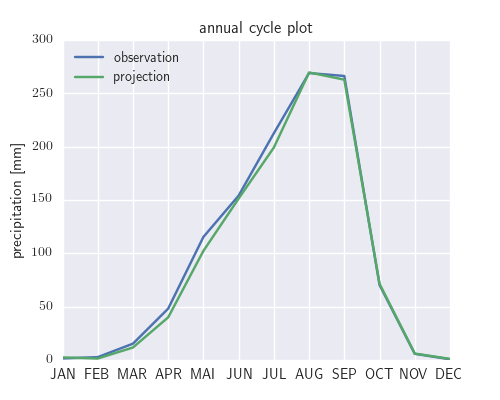 annual cycle plot
observation
projection
precipitation [mm]
300
250
200
150
100
50
0
JAN FEB MAR APR MAI JUN JUL AUG SEP OCT NOV DEC